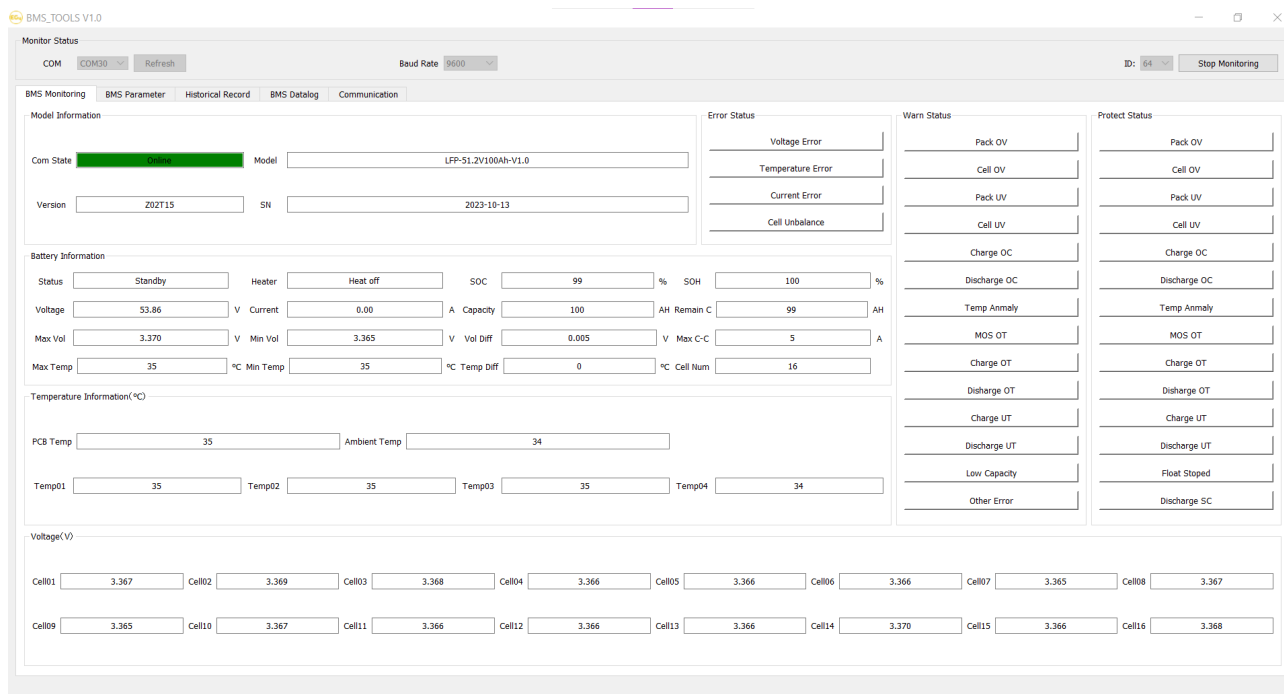 BMS_TOOLS V1.0
Monitor Status
COM COM30 Refresh Baud Rate 9600 ID: 64 Stop Monitoring
BMS Monitoring BMS Parameter Historical Record BMS Datalog Communication
Model Information Error Status Warn Status Protect Status
Voltage Error Pack OV Pack OV
Com State Online Model LFP-51.2V100Ah-V1.0
Temperature Error Cell OV Cell OV
Current Error Pack UV Pack UV
Version Z02T15 SN 2023-10-13
Cell Unbalance Cell UV Cell UV
Battery Information Charge OC Charge OC
Status Standby Heater Heat off SOC 99 % SOH 100 % Discharge OC Discharge OC
Voltage 53.86 V Current 0.00 A Capacity 100 AH Remain C 99 AH Temp Anmaly Temp Anmaly
Max Vol 3.370 V Min Vol 3.365 V Vol Diff 0.005 V Max C-C 5 A MOS OT MOS OT
Max Temp 35 ºC Min Temp 35 ºC Temp Diff 0 ºC Cell Num 16 Charge OT Charge OT
Temperature Information(ºC) Disharge OT Disharge OT
Charge UT Charge UT
PCB Temp 35 Ambient Temp 34 Discharge UT Discharge UT
Low Capacity Float Stoped
Temp01 35 Temp02 35 Temp03 35 Temp04 34
Other Error Discharge SC
Voltage(V)
Cell01 3.367 Cell02 3.369 Cell03 3.368 Cell04 3.366 Cell05 3.366 Cell06 3.366 Cell07 3.365 Cell08 3.367
Cell09 3.365 Cell10 3.367 Cell11 3.366 Cell12 3.366 Cell13 3.366 Cell14 3.370 Cell15 3.366 Cell16 3.368